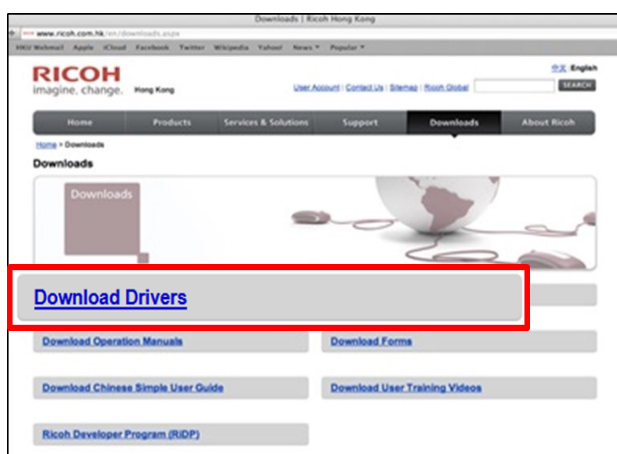 Downloads | Ricoh Hong Kong
www.ricoh.com.hk/en/downloads.aspx
HKU Webmail Apple iCloud Facebook Twitter Wikipedia Yahoo! News Popular
中文 English
RICOH
imagine. change. Hong Kong
User Account | Contact Us | Sitemap | Ricoh Global SEARCH
Home Products Services & Solutions Support Downloads About Ricoh
Home > Downloads
Downloads
Downloads
Download Drivers
Download Operation Manuals Download Forms
Download Chinese Simple User Guide Download User Training Videos
Ricoh Developer Program (RiDP)